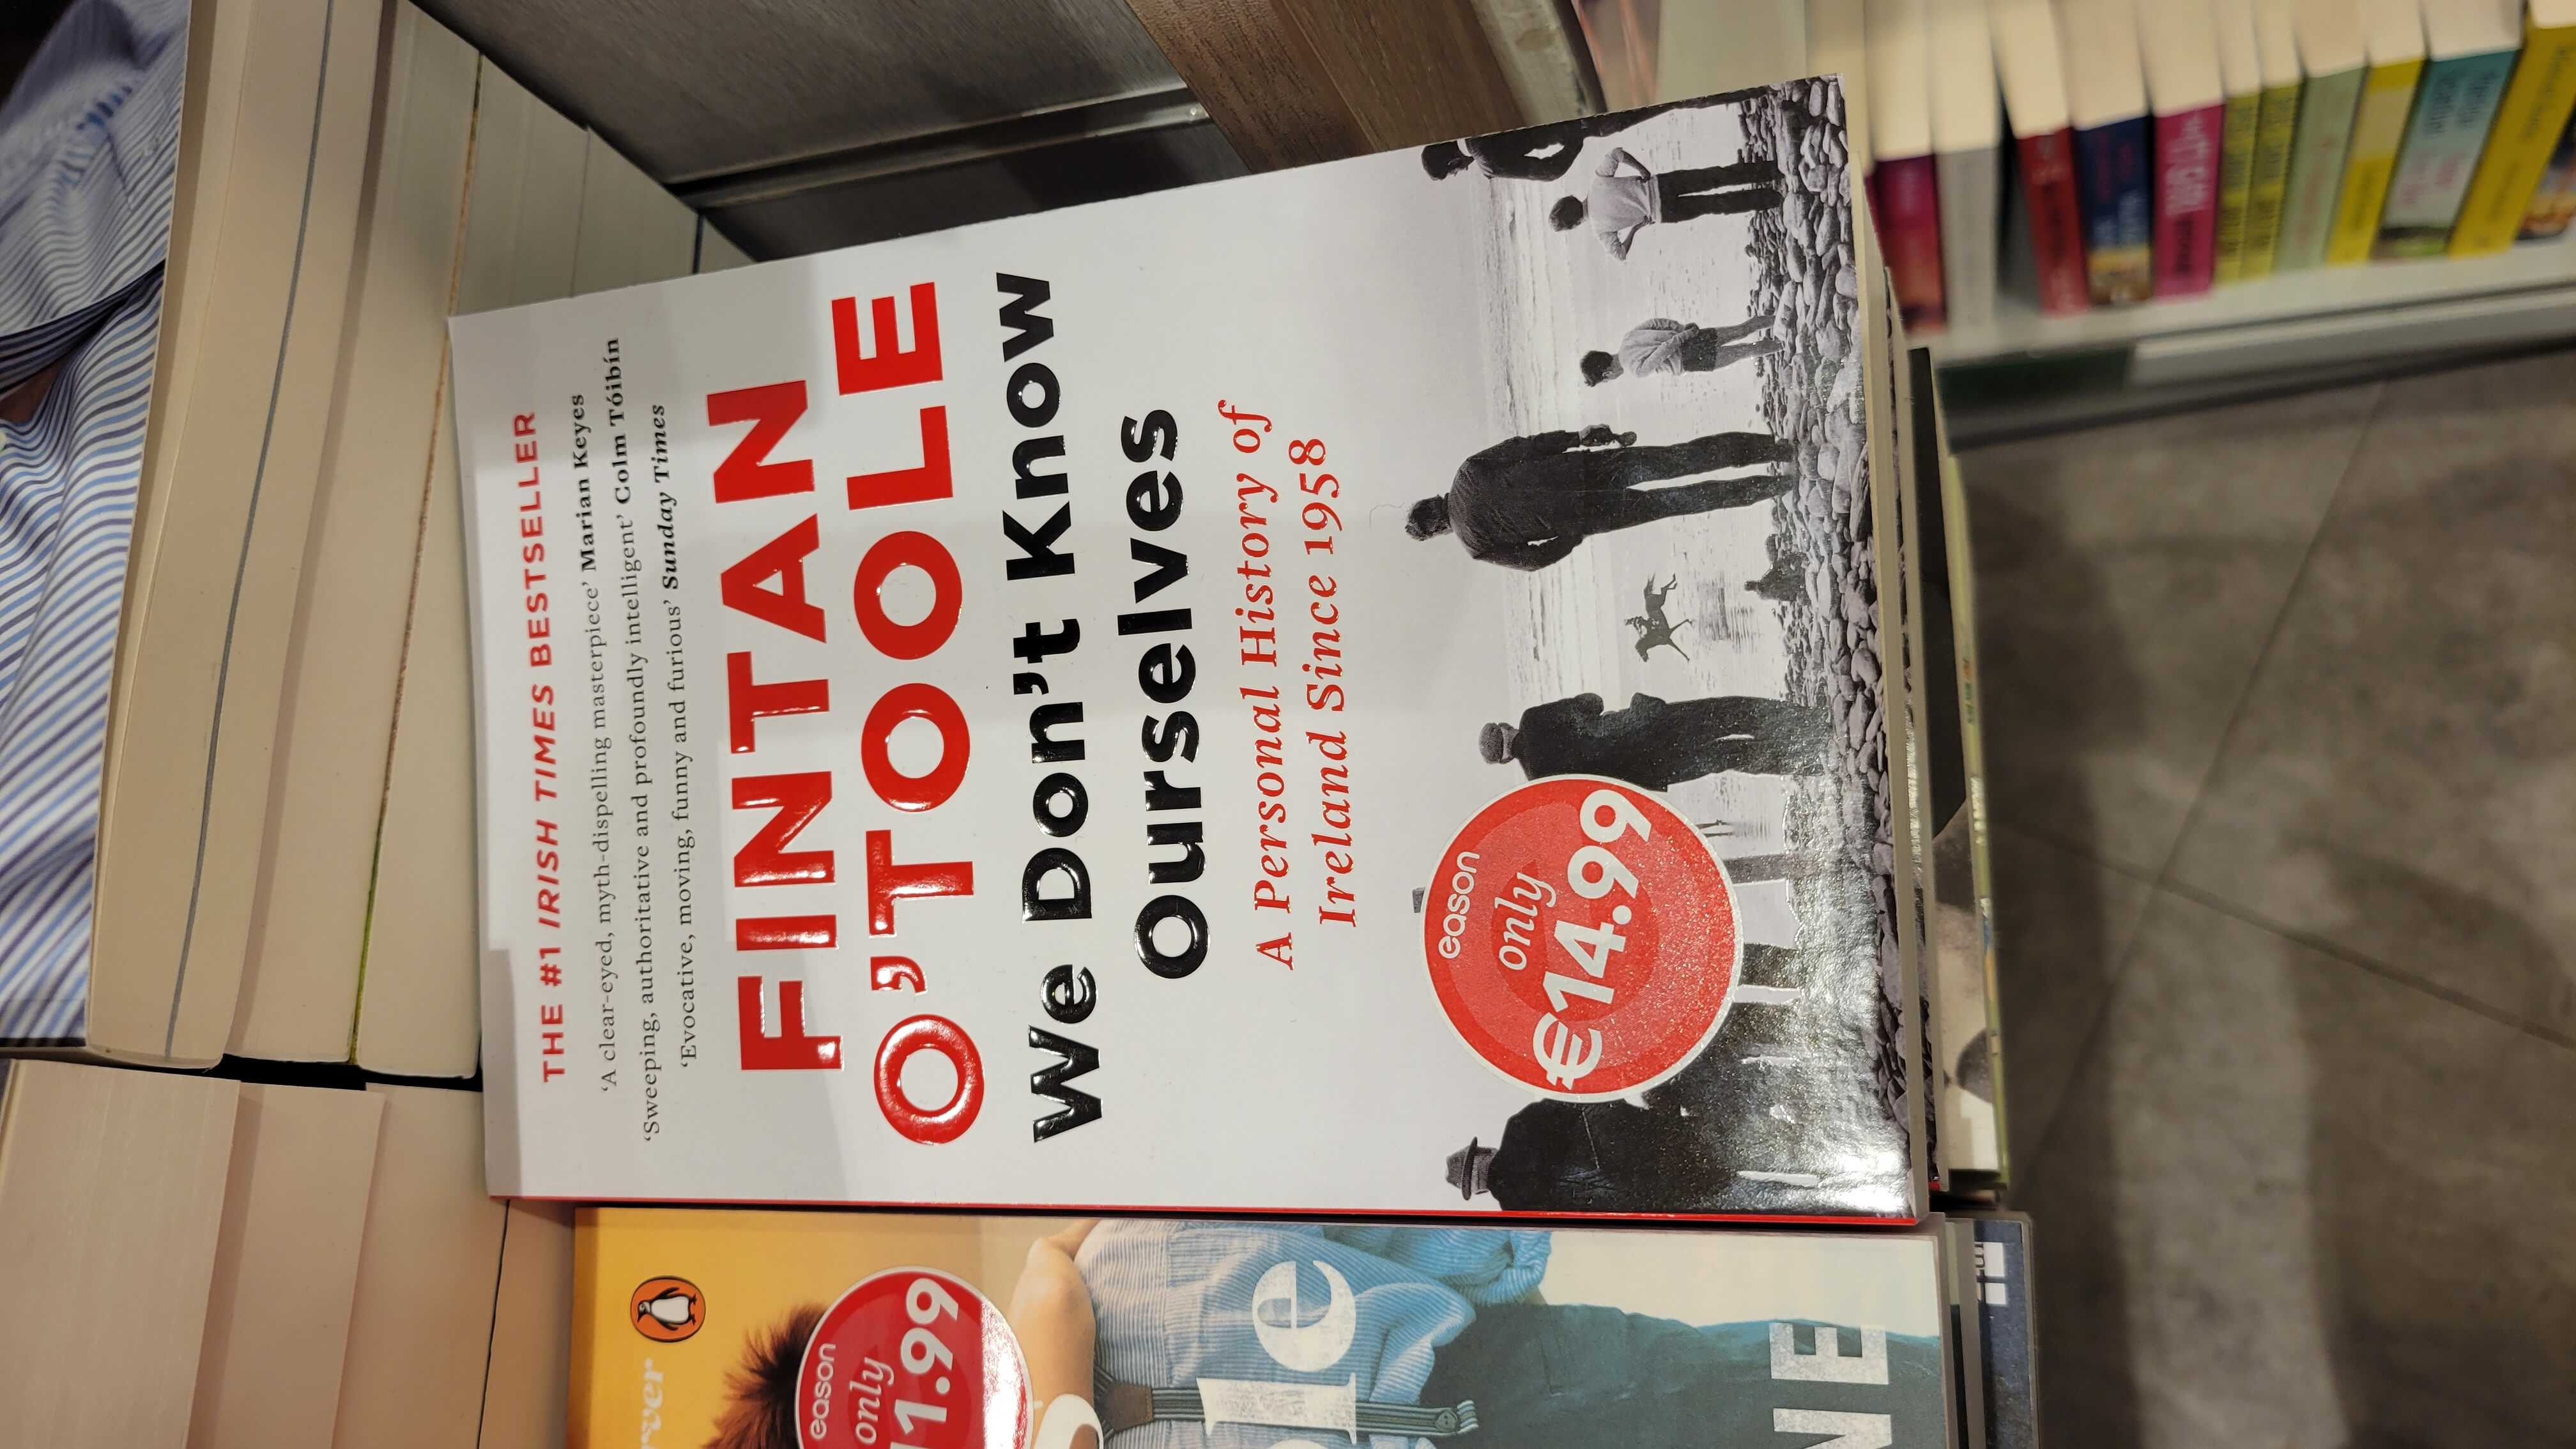 THE #1 IRISH TIMES BESTSELLER
‘A clear-eyed, myth-dispelling masterpiece’ Marian Keyes
‘Sweeping, authoritative and profoundly intelligent’ Colm Tóibín
‘Evocative, moving, funny and furious’ Sunday Times
FINTAN
O’TOOLE
We Don’t Know
Ourselves
A Personal History of
Ireland Since 1958
eason
only
€14.99
eason
only
1.99